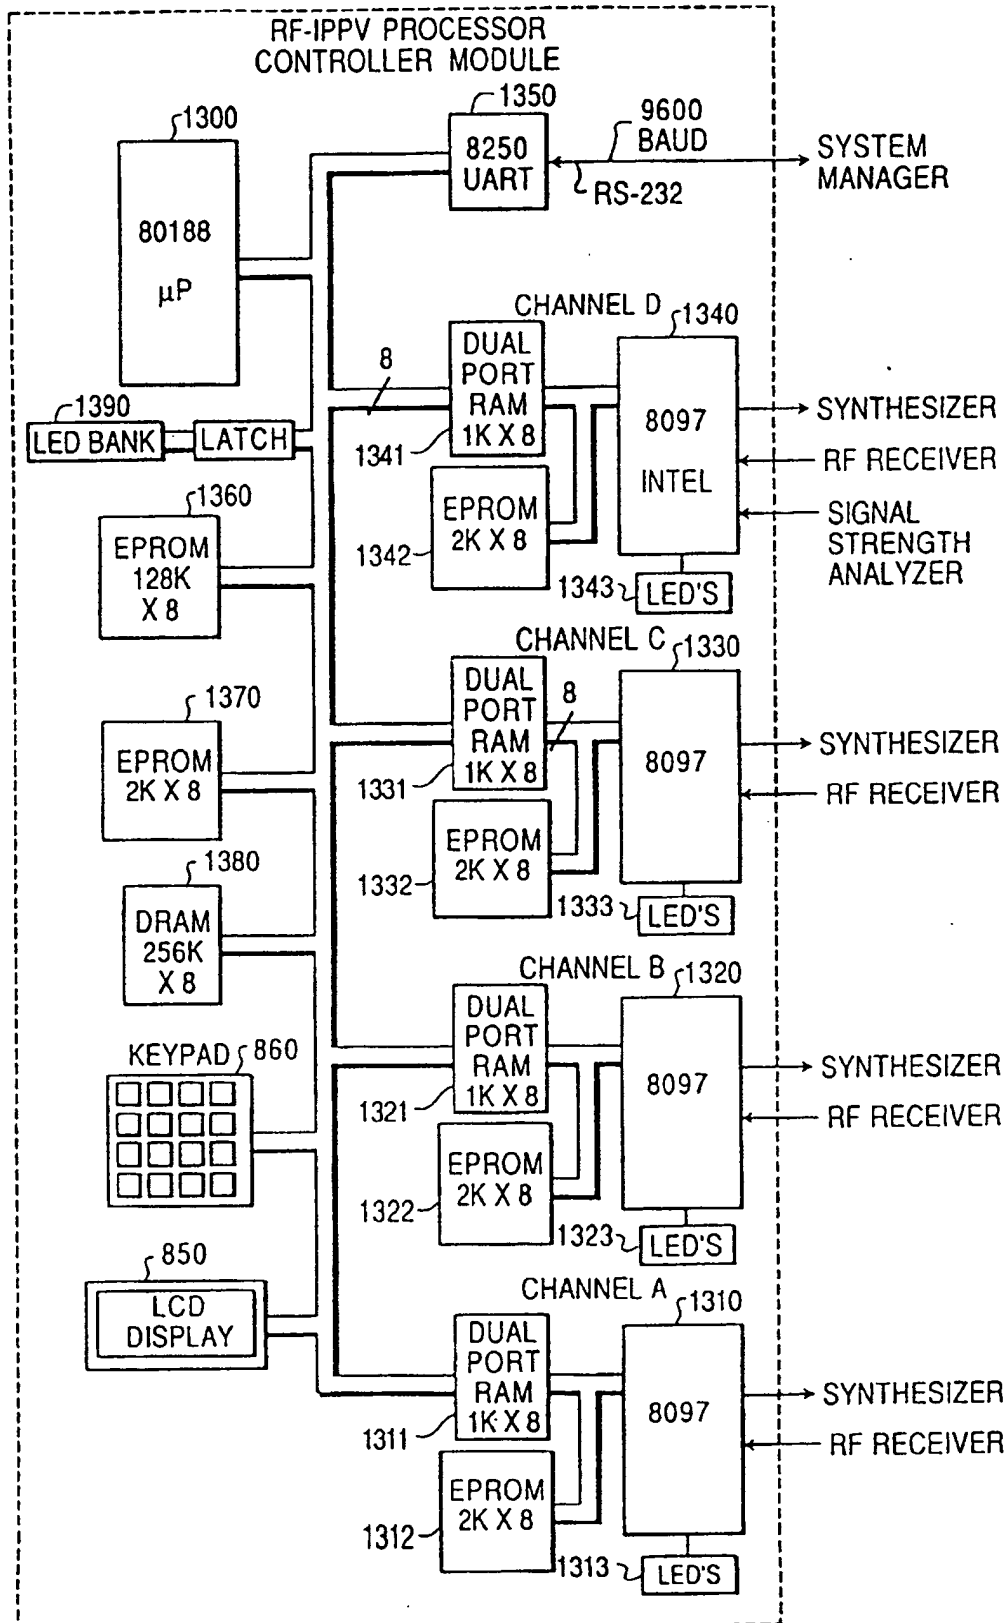 RF-IPPV PROCESSOR
CONTROLLER MODULE
1300
80188
µP
1350
8250
UART
9600
BAUD
RS-232
SYSTEM
MANAGER
1390
LED BANK
LATCH
8
CHANNEL D
DUAL
PORT
RAM
1K X 8
1341
EPROM
2K X 8
1342
1340
8097
INTEL
1343
LED'S
SYNTHESIZER
RF RECEIVER
SIGNAL
STRENGTH
ANALYZER
1360
EPROM
128K
X 8
CHANNEL C
DUAL
PORT
RAM
1K X 8
1331
8
EPROM
2K X 8
1332
1330
8097
1333
LED'S
SYNTHESIZER
RF RECEIVER
1370
EPROM
2K X 8
1380
DRAM
256K
X 8
CHANNEL B
DUAL
PORT
RAM
1K X 8
1321
EPROM
2K X 8
1322
1320
8097
1323
LED'S
SYNTHESIZER
RF RECEIVER
KEYPAD
860
850
LCD
DISPLAY
CHANNEL A
DUAL
PORT
RAM
1K X 8
1311
EPROM
2K X 8
1312
1310
8097
1313
LED'S
SYNTHESIZER
RF RECEIVER